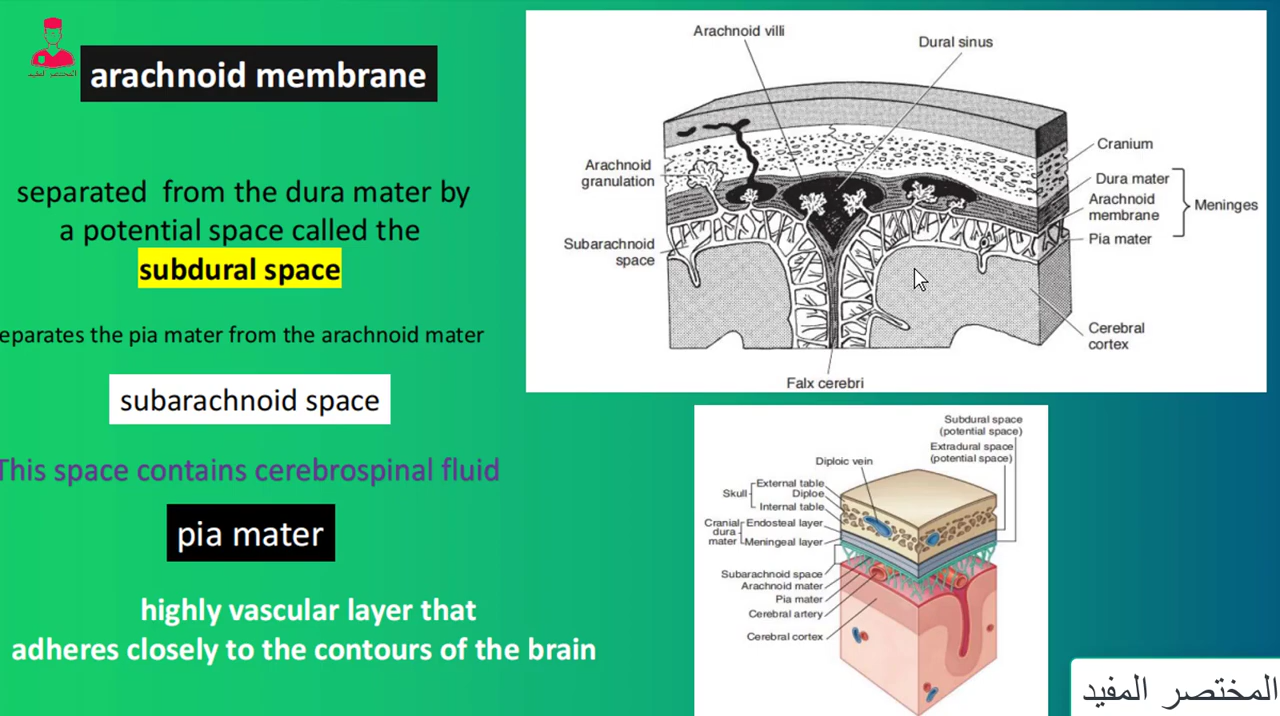 المختصر المفيد
arachnoid membrane
separated from the dura mater by
a potential space called the
subdural space
eparates the pia mater from the arachnoid mater
subarachnoid space
This space contains cerebrospinal fluid
pia mater
highly vascular layer that
adheres closely to the contours of the brain
Arachnoid villi
Dural sinus
Arachnoid
granulation
Subarachnoid
space
Cranium
Dura mater
Arachnoid
membrane
Pia mater
Meninges
Cerebral
cortex
Falx cerebri
Subdural space
(potential space)
Extradural space
(potential space)
Diploic vein
External table
Skull
Diploe
Internal table
Cranial
dura
mater
Endosteal layer
Meningeal layer
Subarachnoid space
Arachnoid mater
Pia mater
Cerebral artery
Cerebral cortex
المختصر المفيد